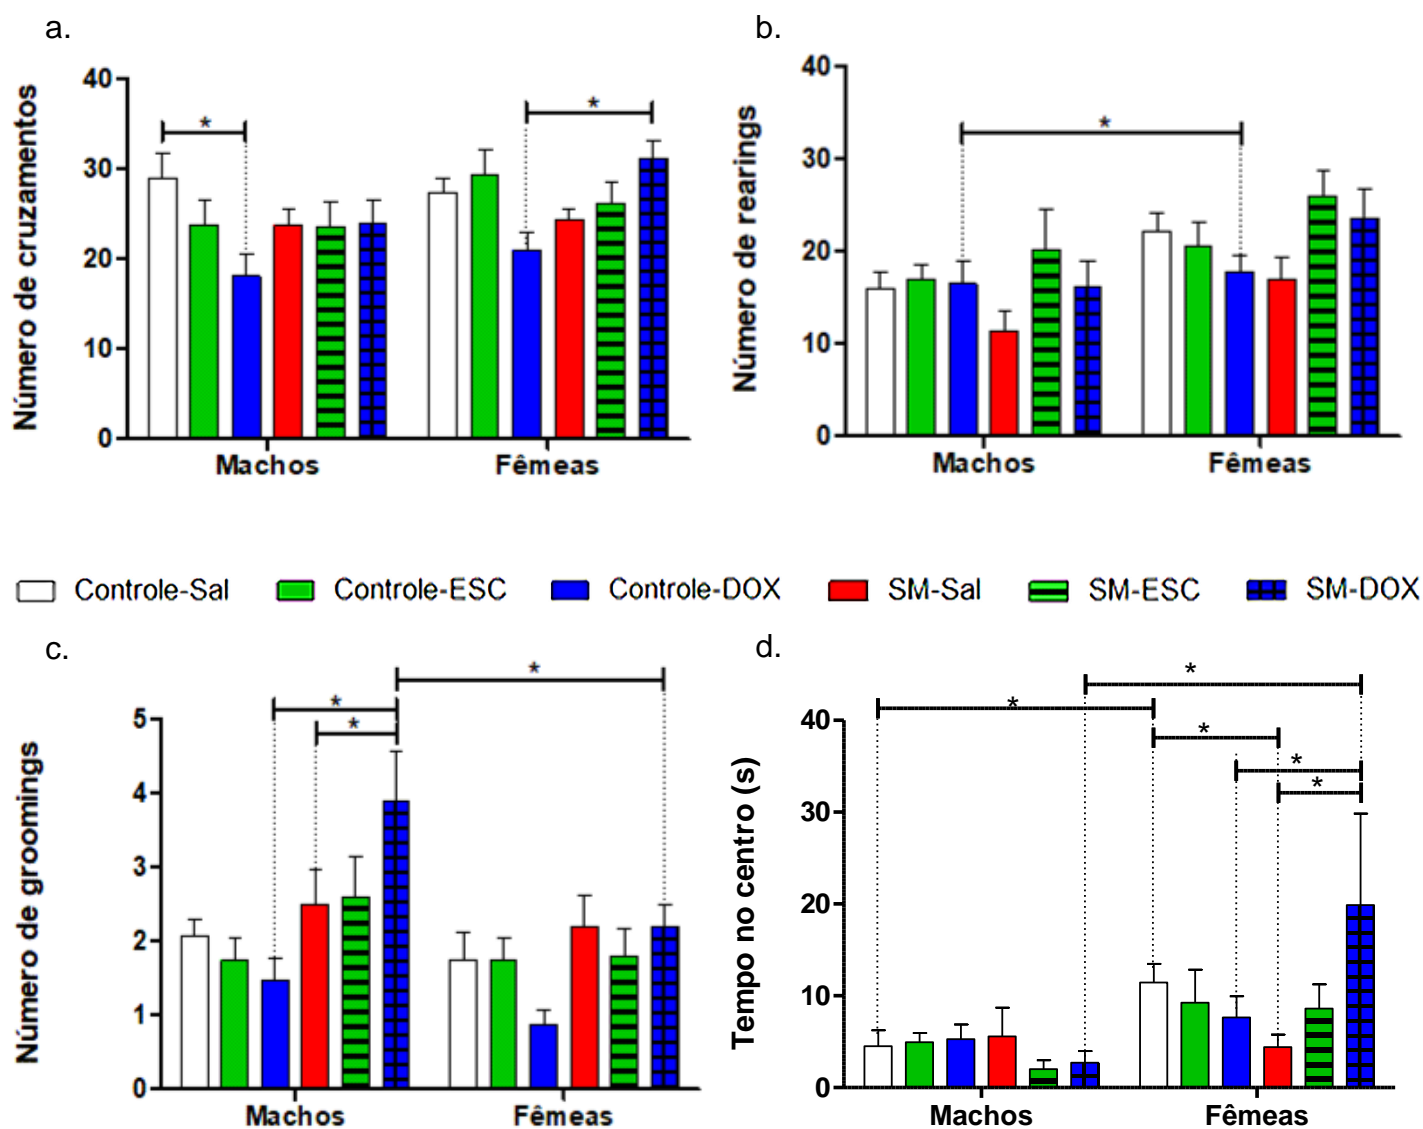 a.
Número de cruzamentos
40
30
20
10
0
*
*
Machos
Fêmeas
b.
Número de rearings
40
30
20
10
0
*
Machos
Fêmeas
Controle-Sal
Controle-ESC
Controle-DOX
SM-Sal
SM-ESC
SM-DOX
c.
Número de groomings
5
4
3
2
1
0
*
*
*
Machos
Fêmeas
d.
Tempo no centro (s)
40
30
20
10
0
*
*
*
*
*
Machos
Fêmeas